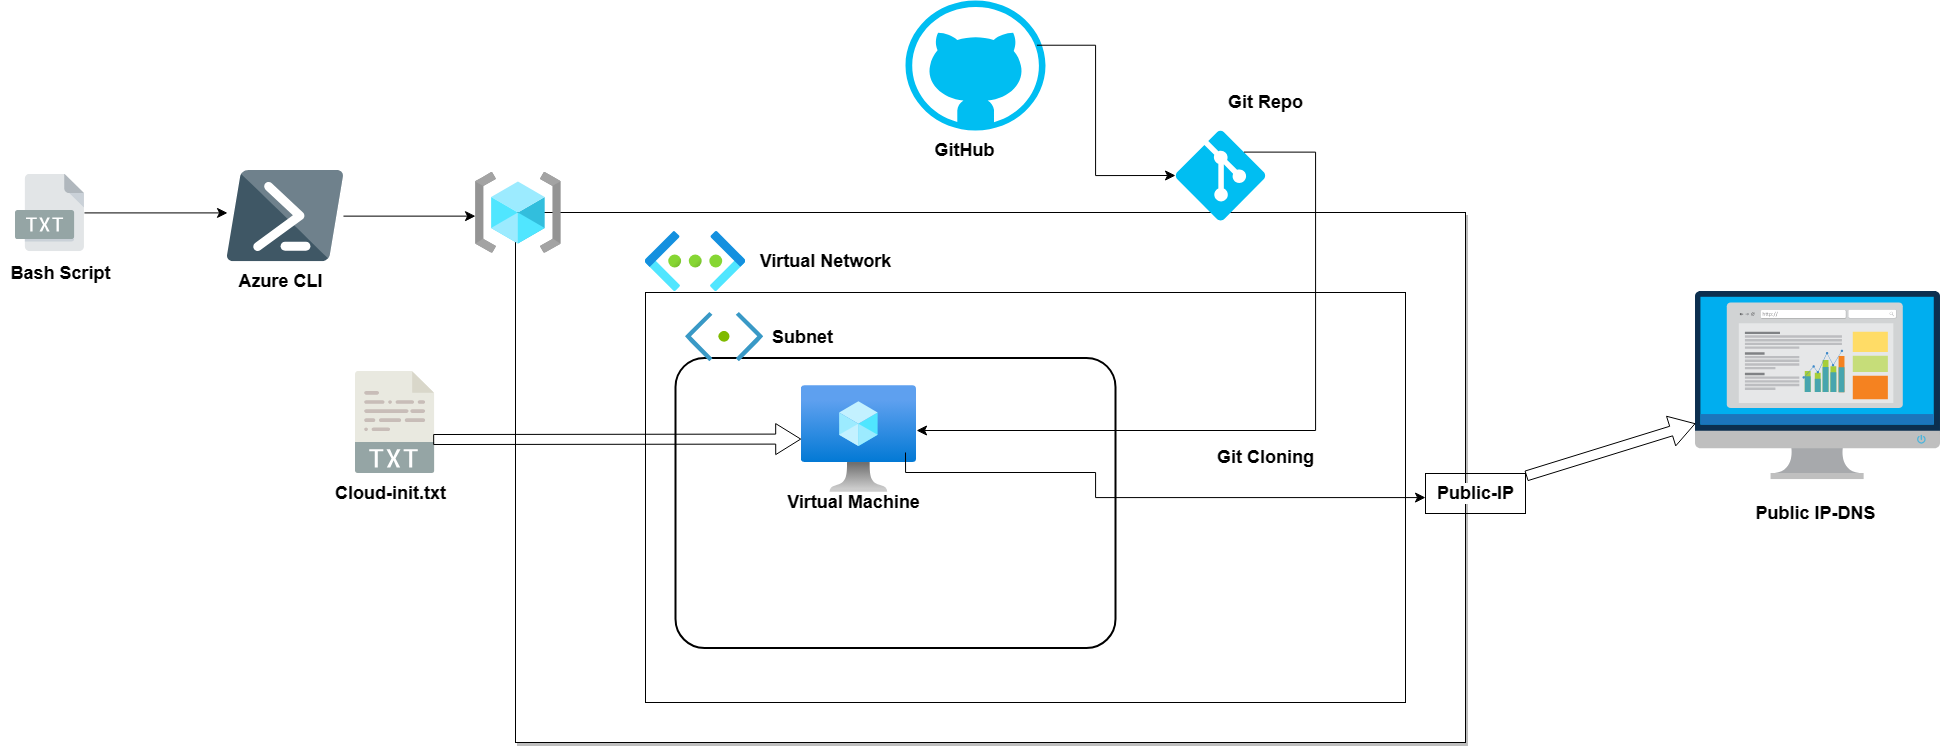 GitHub
Git Repo
TXT
Bash Script
Azure CLI
Virtual Network
Subnet
http://
TXT
Cloud-init.txt
Virtual Machine
Git Cloning
Public-IP
Public IP-DNS